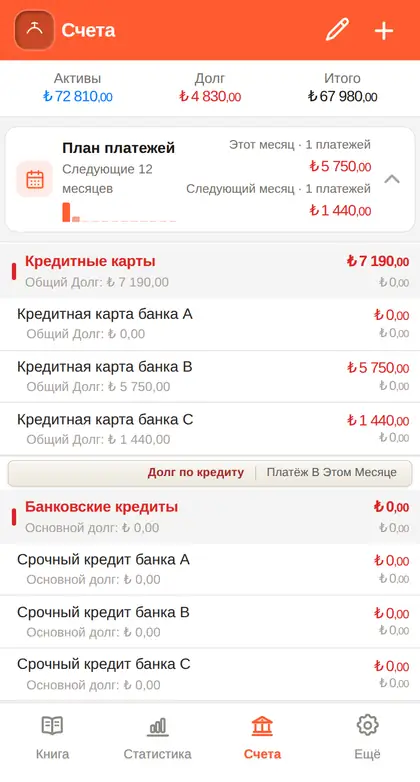 Счета
Активы
₺ 72 810,00
Долг
₺ 4 830,00
Итого
₺ 67 980,00
План платежей
Следующие 12
месяцев
Этот месяц · 1 платежей
₺ 5 750,00
Следующий месяц · 1 платежей
₺ 1 440,00
Кредитные карты
₺ 7 190,00
Общий Долг: ₺ 7 190,00
₺ 0,00
Кредитная карта банка A
₺ 0,00
Общий Долг: ₺ 0,00
₺ 0,00
Кредитная карта банка B
₺ 5 750,00
Общий Долг: ₺ 5 750,00
₺ 0,00
Кредитная карта банка C
₺ 1 440,00
Общий Долг: ₺ 1 440,00
₺ 0,00
Долг по кредиту
Платёж В Этом Месяце
Банковские кредиты
₺ 0,00
Основной долг: ₺ 0,00
₺ 0,00
Срочный кредит банка A
₺ 0,00
Основной долг: ₺ 0,00
₺ 0,00
Срочный кредит банка B
₺ 0,00
Основной долг: ₺ 0,00
₺ 0,00
Срочный кредит банка C
₺ 0,00
Основной долг: ₺ 0,00
₺ 0,00
Книга
Статистика
Счета
Ещё